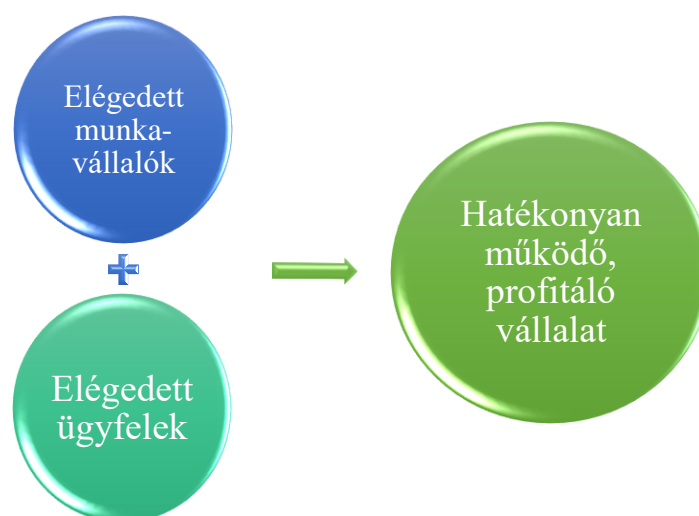 Elégedett
munka-
vállalók
Elégedett
ügyfelek
Hatékonyan
működő,
profitáló
vállalat